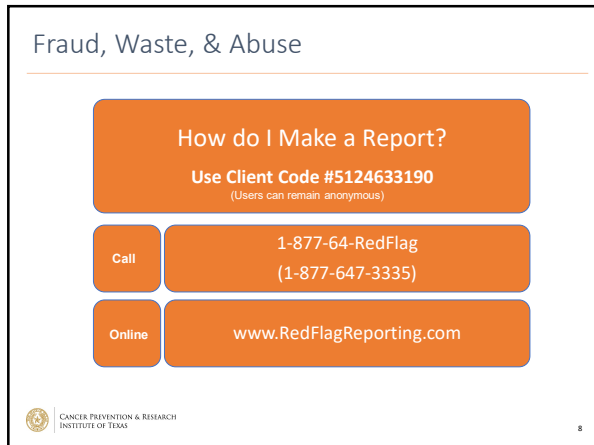 Fraud, Waste, & Abuse
How do I Make a Report?
Use Client Code #5124633190
(Users can remain anonymous)
Call
1-877-64-RedFlag
(1-877-647-3335)
Online
www.RedFlagReporting.com
CANCER PREVENTION & RESEARCH
INSTITUTE OF TEXAS
8